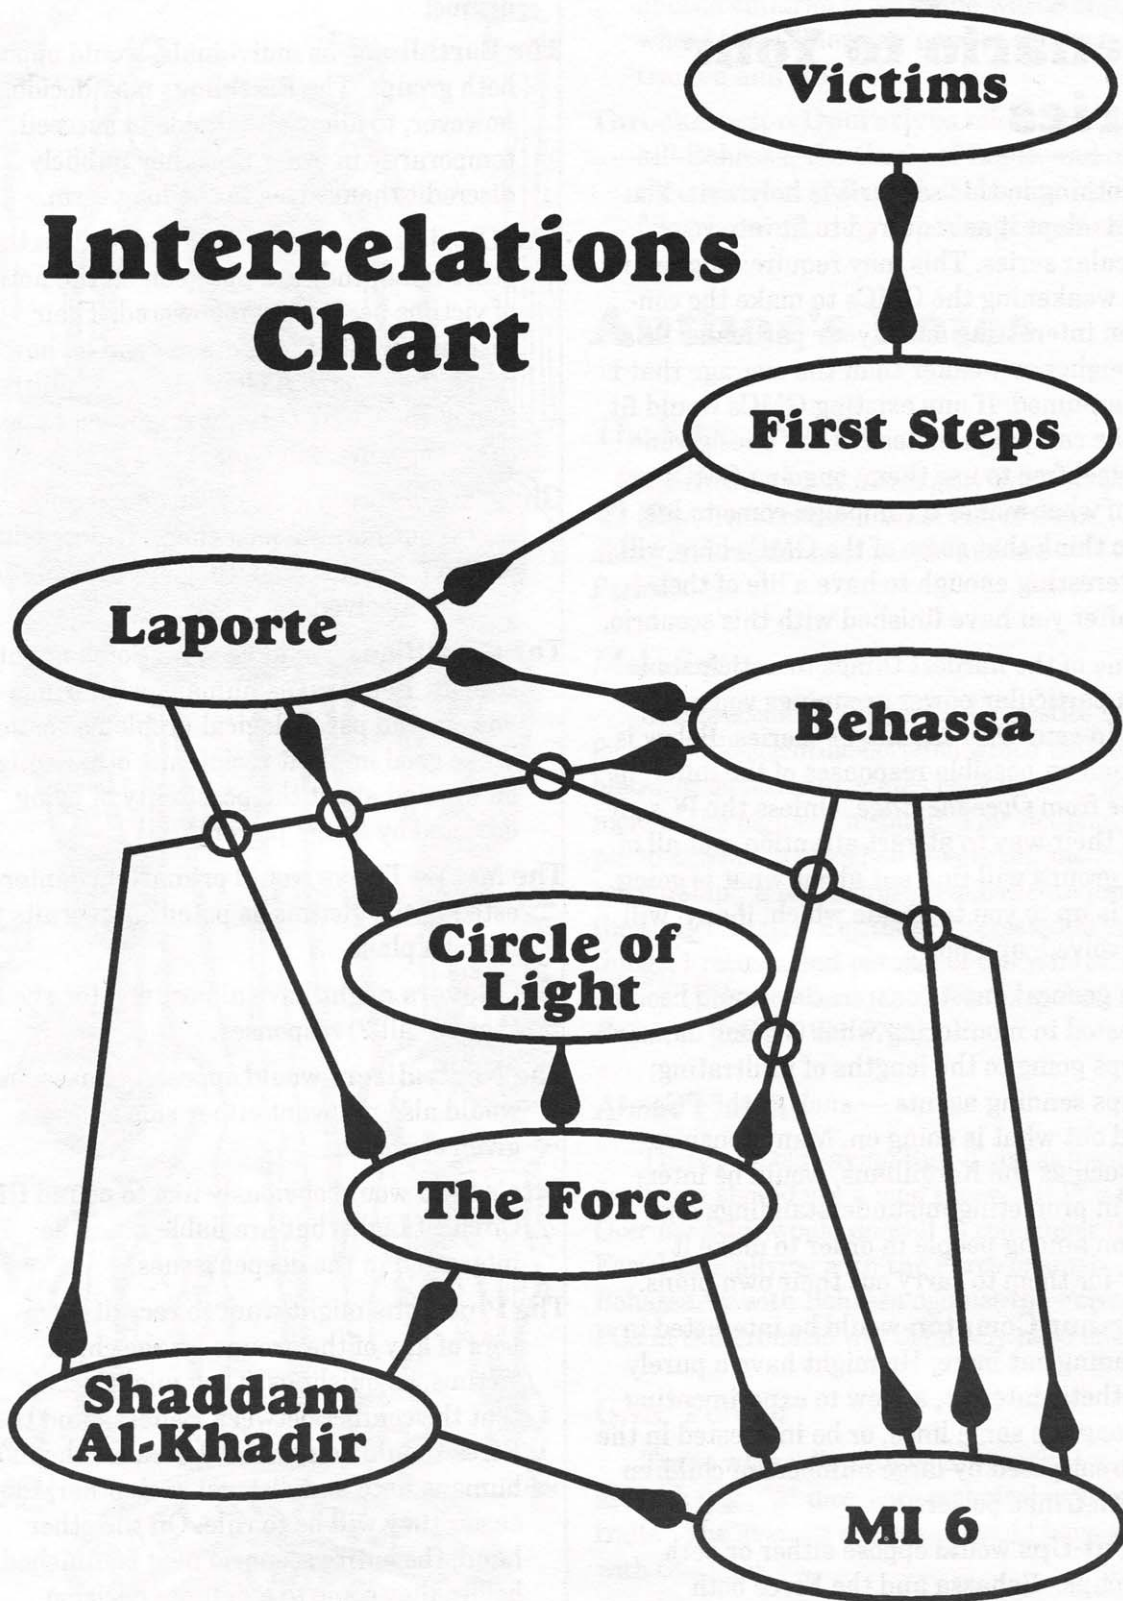 Victims
Interrelations
Chart
First Steps
Laporte
Behassa
Circle of
Light
The Force
Shaddam
Al-Khadir
MI 6